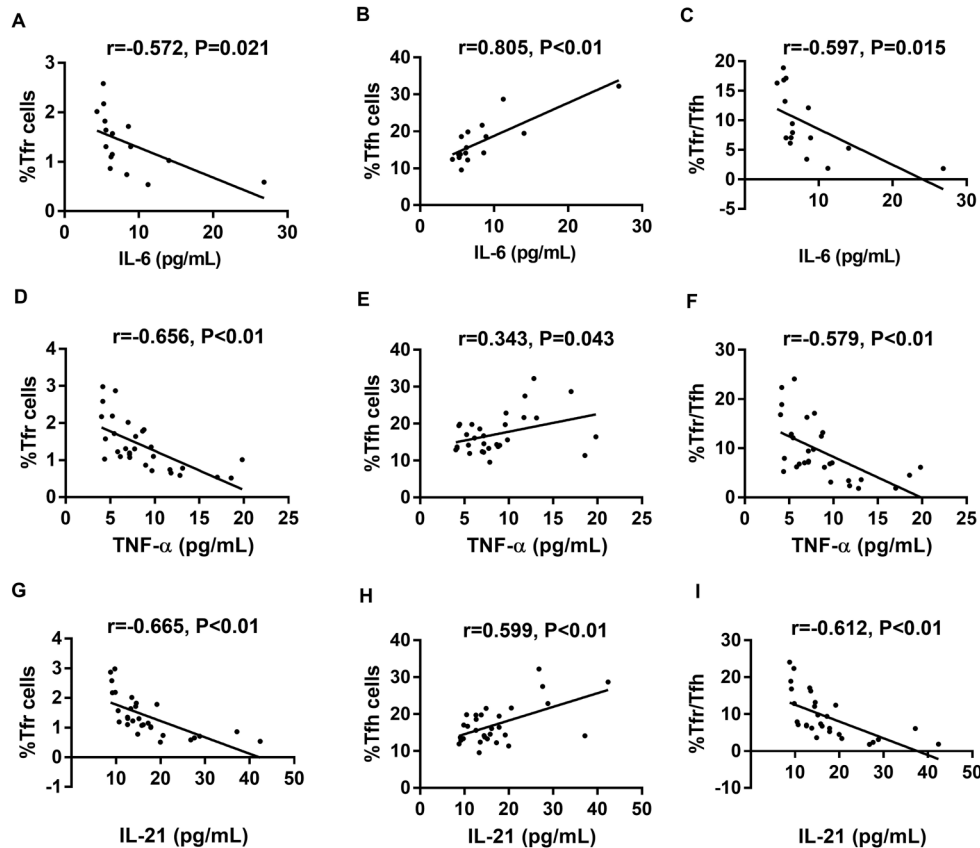 A
r=-0.572, P=0.021
%Tfr cells
3
2
1
0
0 10 20 30
IL-6 (pg/mL)
B
r=0.805, P<0.01
%Tfh cells
40
30
20
10
0
0 10 20 30
IL-6 (pg/mL)
C
r=-0.597, P=0.015
%Tfr/Tfh
20
15
10
5
0
-5
10 20 30
IL-6 (pg/mL)
D
r=-0.656, P<0.01
%Tfr cells
4
3
2
1
0
0 5 10 15 20 25
TNF-α (pg/mL)
E
r=0.343, P=0.043
%Tfh cells
40
30
20
10
0
0 5 10 15 20 25
TNF-α (pg/mL)
F
r=-0.579, P<0.01
%Tfr/Tfh
30
20
10
0
0 5 10 15 20 25
TNF-α (pg/mL)
G
r=-0.665, P<0.01
%Tfr cells
4
3
2
1
0
-1
10 20 30 40 50
IL-21 (pg/mL)
H
r=0.599, P<0.01
%Tfh cells
40
30
20
10
0
0 10 20 30 40 50
IL-21 (pg/mL)
I
r=-0.612, P<0.01
%Tfr/Tfh
30
20
10
0
-10
10 20 30 40 50
IL-21 (pg/mL)